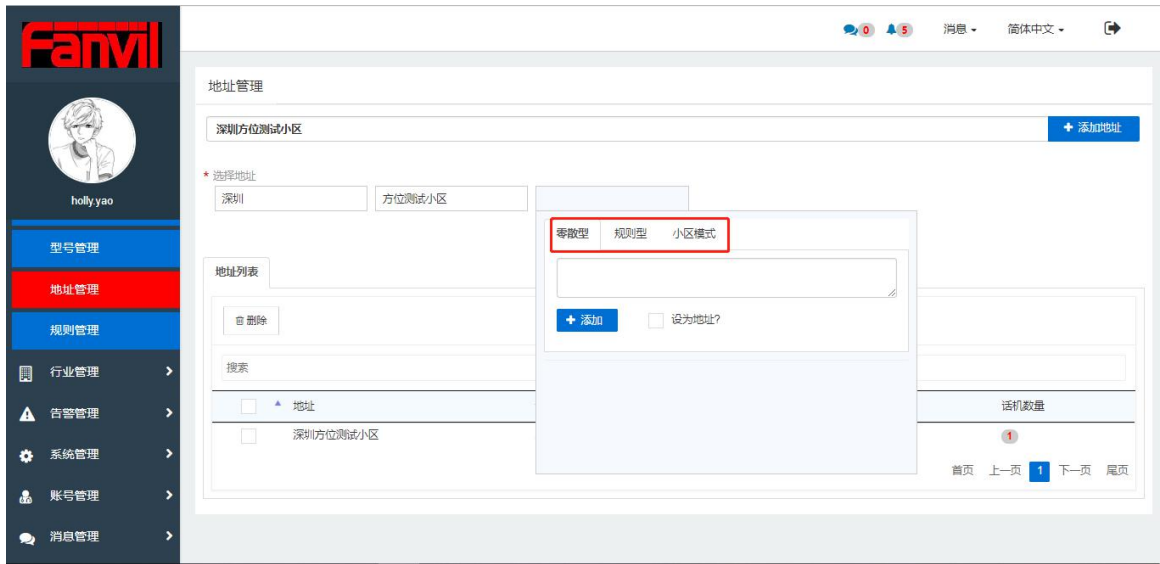 Fanvil
0 5 消息 简体中文
holly.yao
型号管理
地址管理
规则管理
行业管理
告警管理
系统管理
账号管理
消息管理
地址管理
深圳方位测试小区
+ 添加地址
* 选择地址
深圳 方位测试小区
零散型 规则型 小区模式
+ 添加 设为地址?
地址列表
删除
搜索
地址 话机数量
深圳方位测试小区 1
首页 上一页 1 下一页 尾页